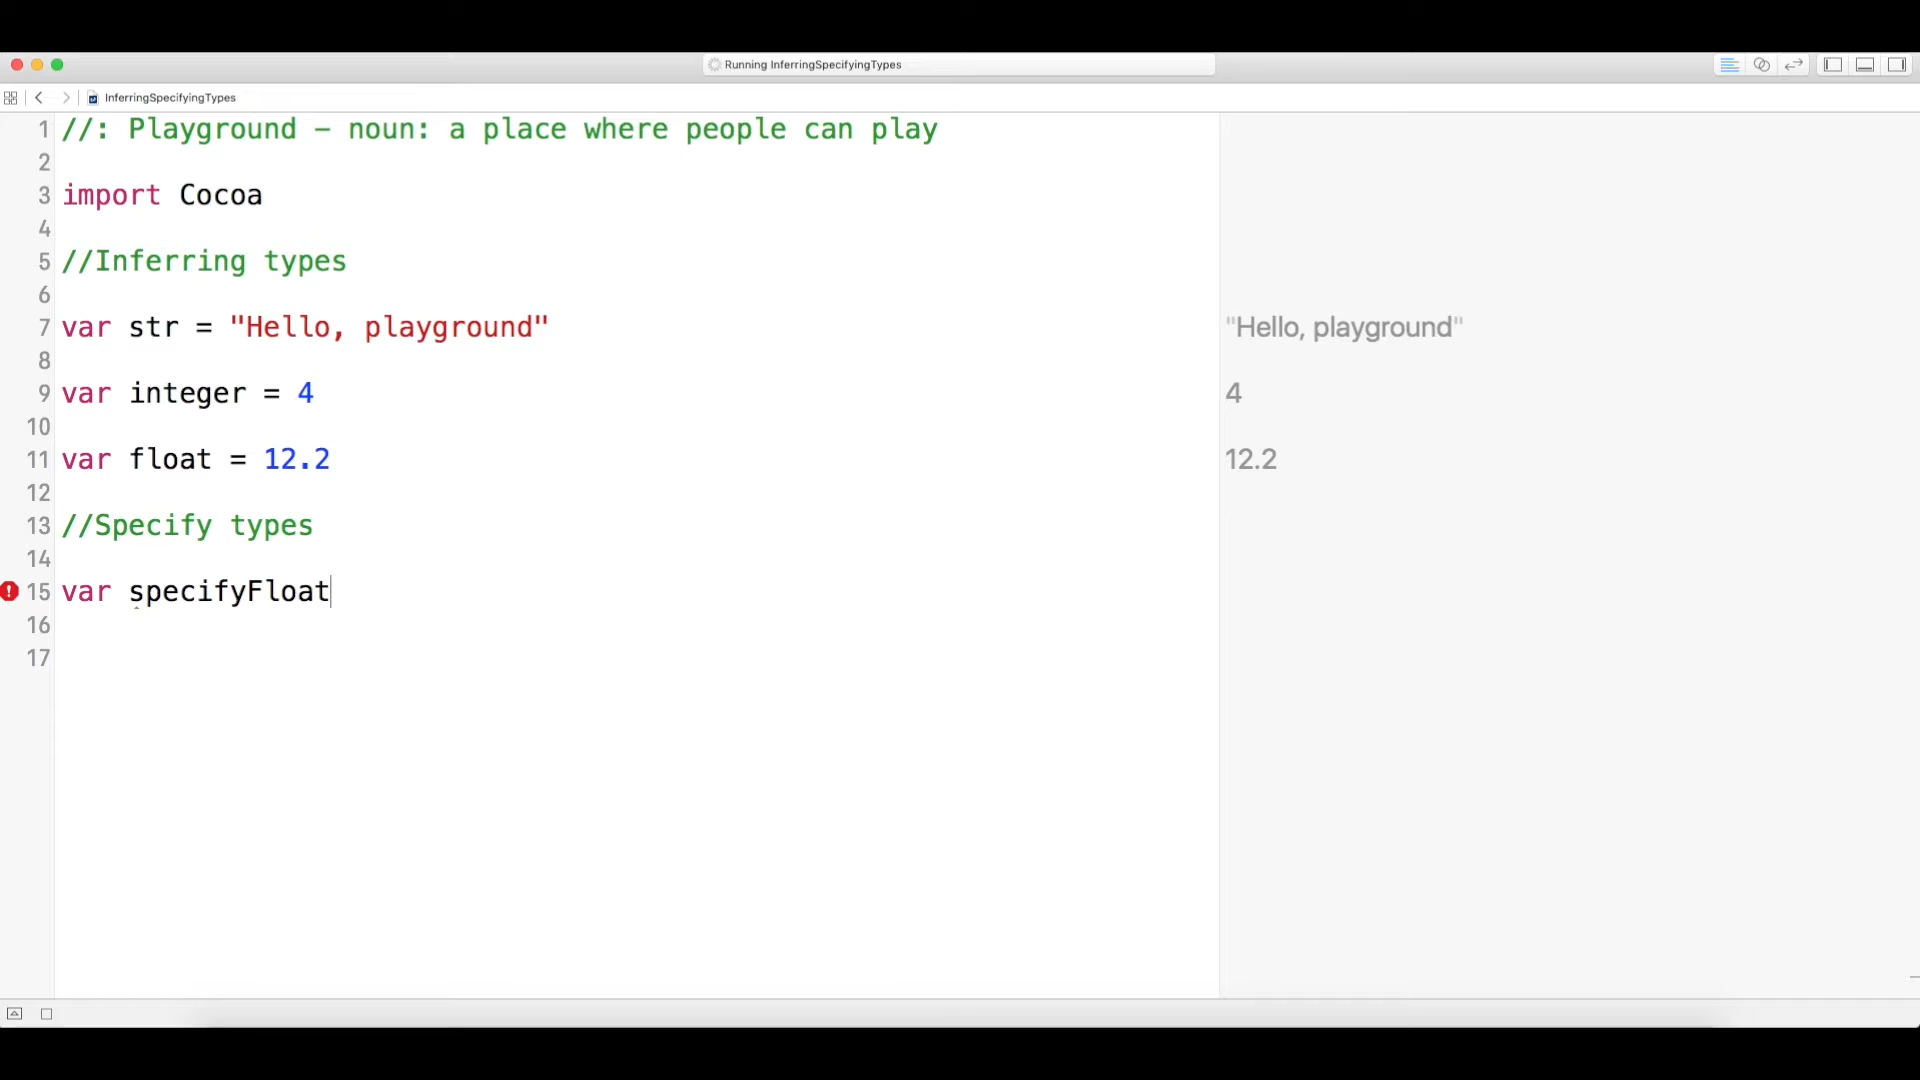 Running InferringSpecifyingTypes
InferringSpecifyingTypes
1 //: Playground - noun: a place where people can play
2
3 import Cocoa
4
5 //Inferring types
6
7 var str = "Hello, playground"
"Hello, playground"
8
9 var integer = 4
4
10
11 var float = 12.2
12.2
12
13 //Specify types
14
15 var specifyFloat
16
17